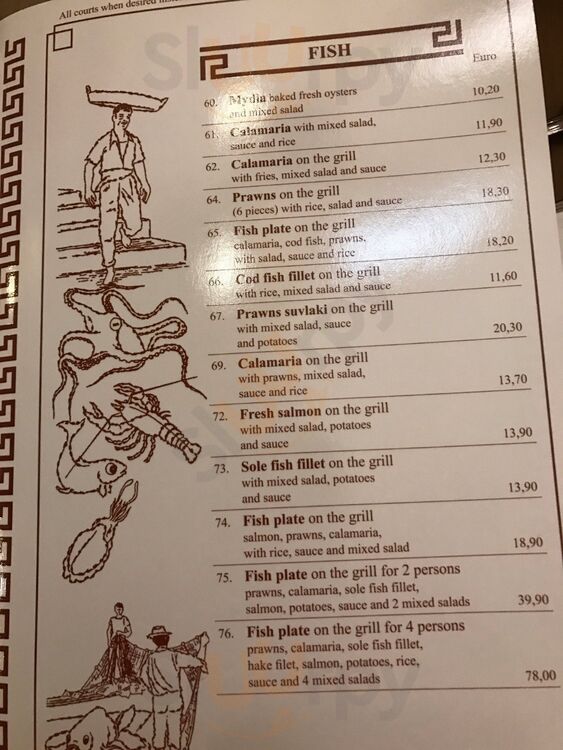 All courts when desired
FISH
Euro
60. Mydia baked fresh oysters
and mixed salad 10,20
61. Calamaria with mixed salad,
sauce and rice 11,90
62. Calamaria on the grill
with fries, mixed salad and sauce 12,30
64. Prawns on the grill
(6 pieces) with rice, salad and sauce 18,30
65. Fish plate on the grill
calamaria, cod fish, prawns,
with salad, sauce and rice 18,20
66. Cod fish fillet on the grill
with rice, mixed salad and sauce 11,60
67. Prawns suvlaki on the grill
with mixed salad, sauce
and potatoes 20,30
69. Calamaria on the grill
with prawns, mixed salad,
sauce and rice 13,70
72. Fresh salmon on the grill
with mixed salad, potatoes
and sauce 13,90
73. Sole fish fillet on the grill
with mixed salad, potatoes
and sauce 13,90
74. Fish plate on the grill
salmon, prawns, calamaria,
with rice, sauce and mixed salad 18,90
75. Fish plate on the grill for 2 persons
prawns, calamaria, sole fish fillet,
salmon, potatoes, sauce and 2 mixed salads 39,90
76. Fish plate on the grill for 4 persons
prawns, calamaria, sole fish fillet,
hake filet, salmon, potatoes, rice,
sauce and 4 mixed salads 78,00